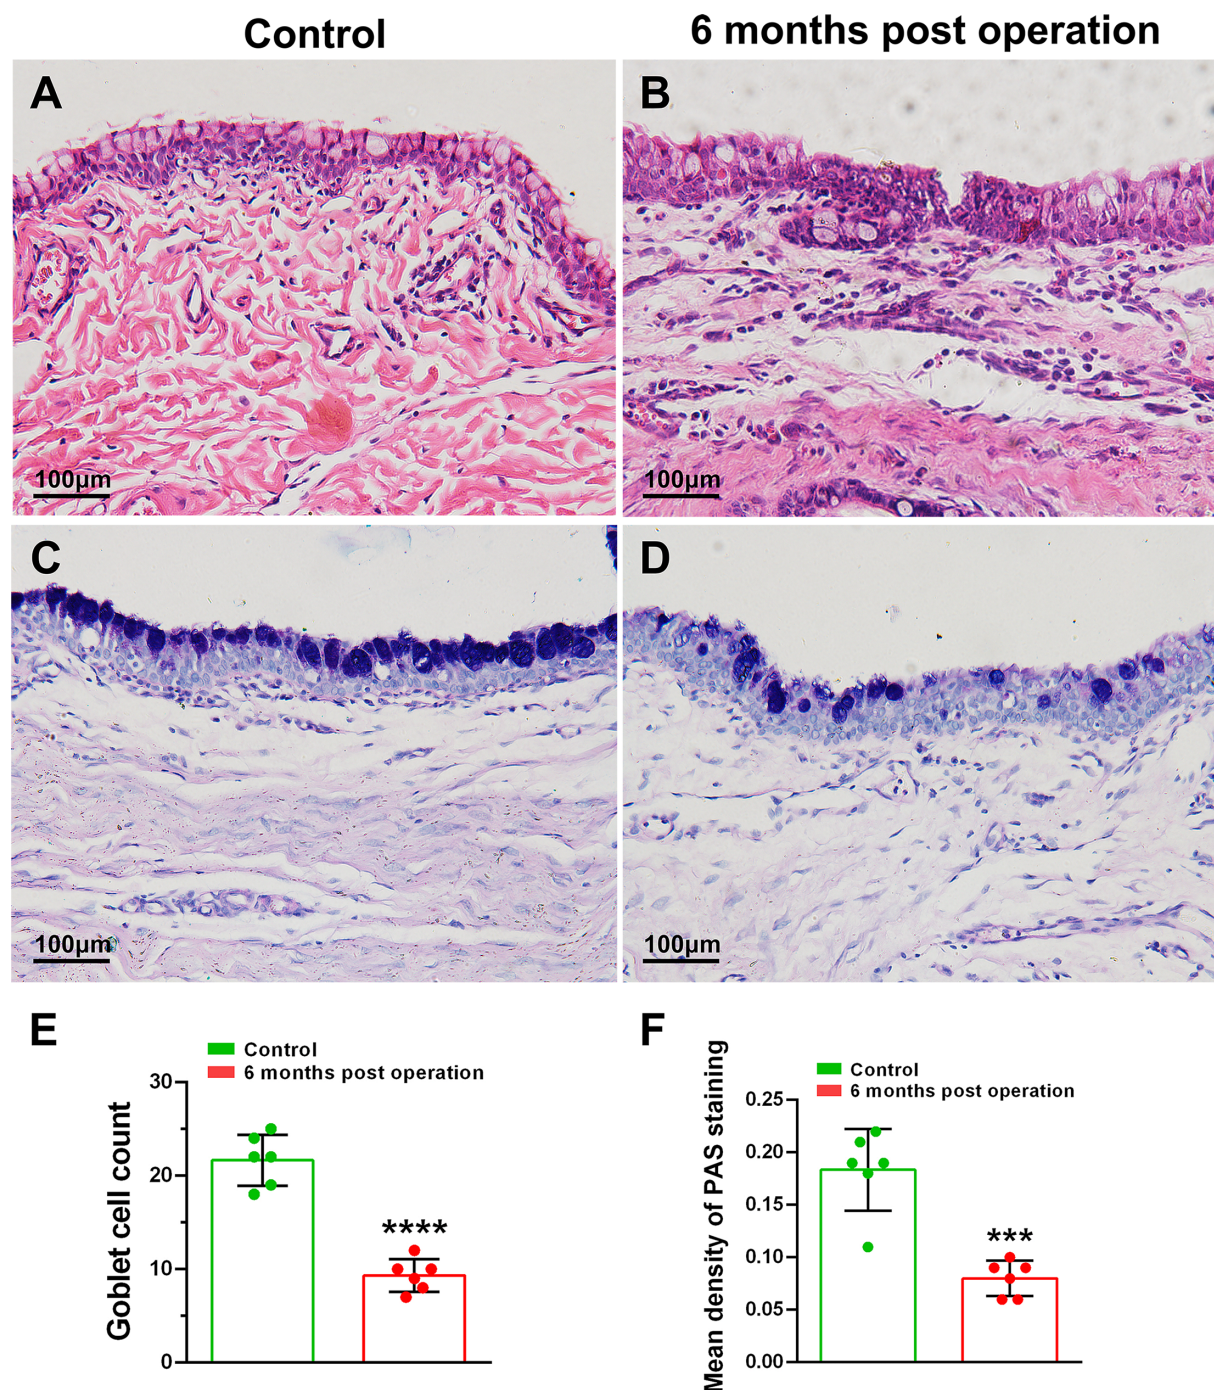 Control
6 months post operation
A
B
100µm
100µm
C
D
100µm
100µm
E
Control
6 months post operation
Goblet cell count
30
20
10
0
****
F
Control
6 months post operation
Mean density of PAS staining
0.25
0.20
0.15
0.10
0.05
0.00
***